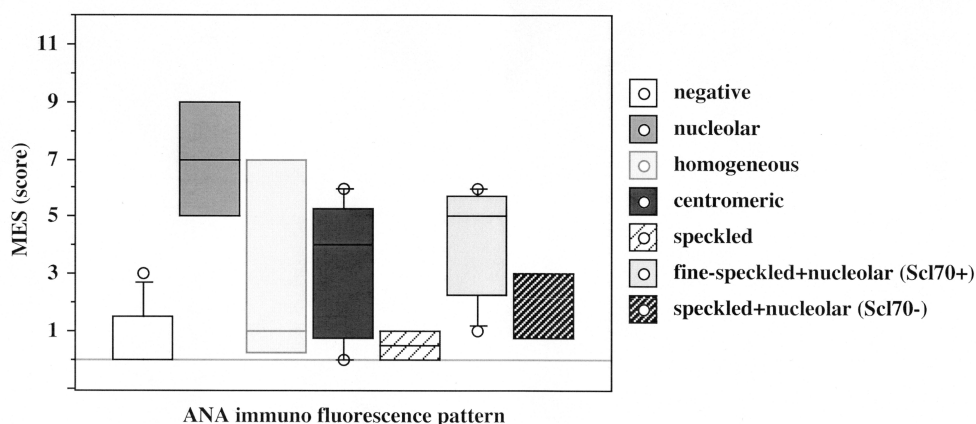 MES (score)
11
9
7
5
3
1
ANA immuno fluorescence pattern
negative
nucleolar
homogeneous
centromeric
speckled
fine-speckled+nucleolar (Scl70+)
speckled+nucleolar (Scl70-)